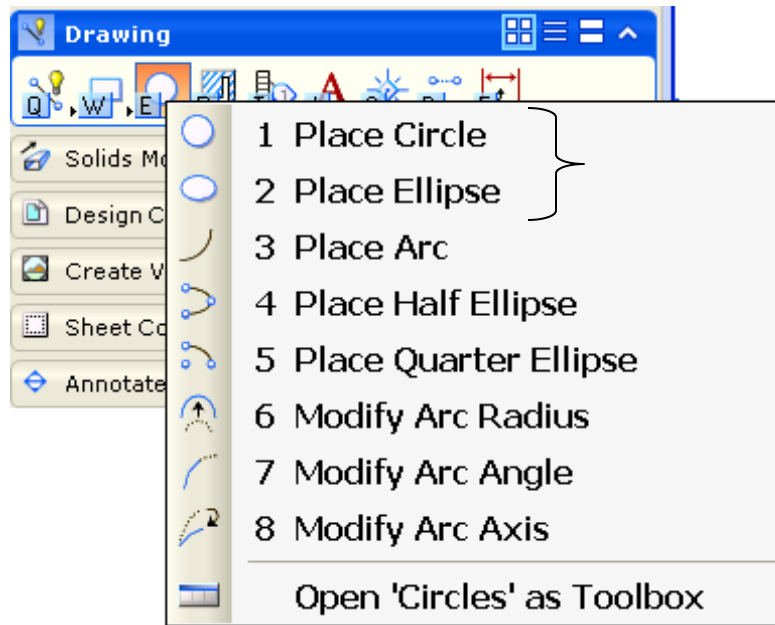 Drawing
Q W E
1 Place Circle
2 Place Ellipse
3 Place Arc
4 Place Half Ellipse
5 Place Quarter Ellipse
6 Modify Arc Radius
7 Modify Arc Angle
8 Modify Arc Axis
Open 'Circles' as Toolbox
Solids Mo
Design C
Create V
Sheet Co
Annotate